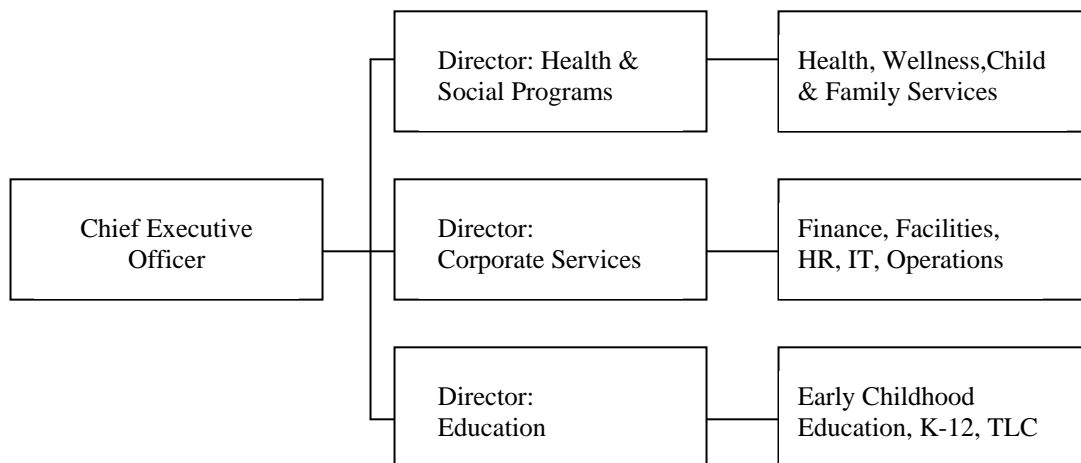 Director: Health &
Social Programs
Health, Wellness,Child
& Family Services
Chief Executive
Officer
Director:
Corporate Services
Finance, Facilities,
HR, IT, Operations
Director:
Education
Early Childhood
Education, K-12, TLC